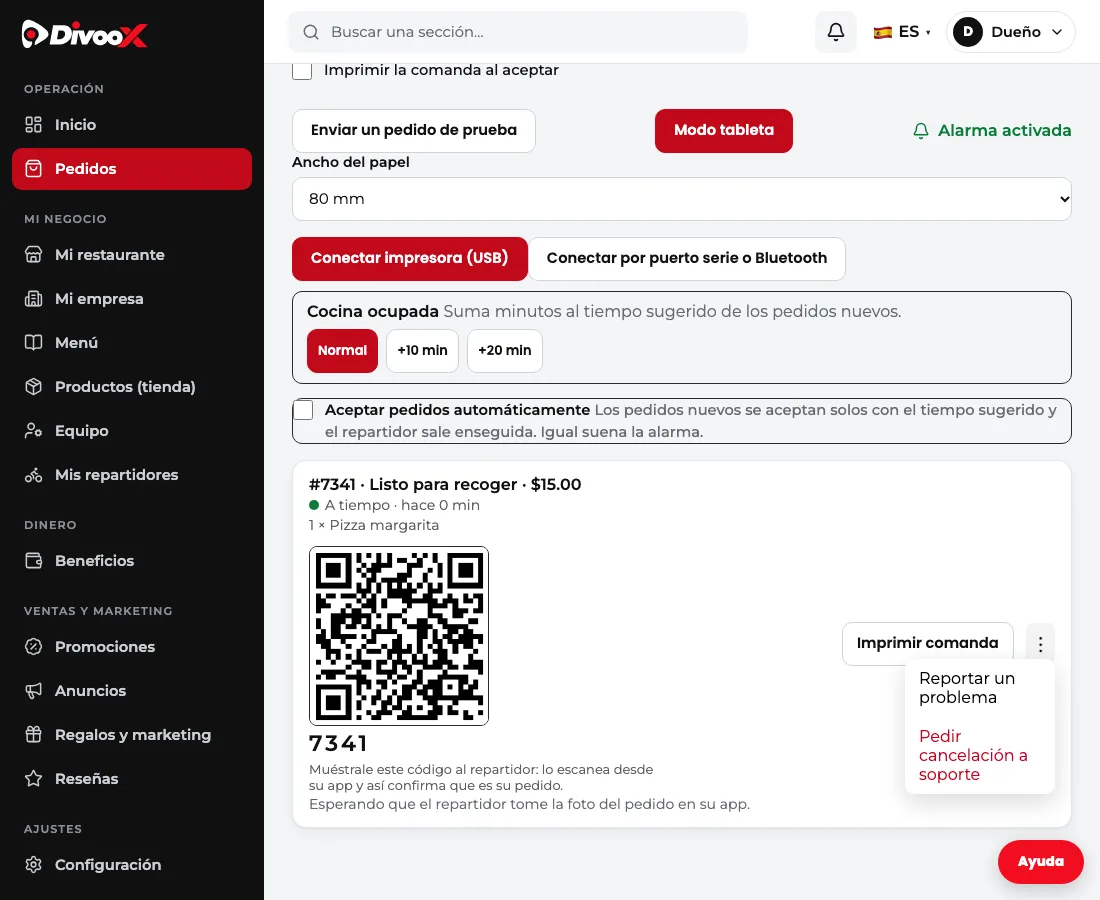 DivooX
Buscar una sección...
ES
D
Dueño
OPERACIÓN
Inicio
Pedidos
MI NEGOCIO
Mi restaurante
Mi empresa
Menú
Productos (tienda)
Equipo
Mis repartidores
DINERO
Beneficios
VENTAS Y MARKETING
Promociones
Anuncios
Regalos y marketing
Reseñas
AJUSTES
Configuración
Imprimir la comanda al aceptar
Enviar un pedido de prueba
Modo tableta
Alarma activada
Ancho del papel
80 mm
Conectar impresora (USB)
Conectar por puerto serie o Bluetooth
Cocina ocupada Suma minutos al tiempo sugerido de los pedidos nuevos.
Normal
+10 min
+20 min
Aceptar pedidos automáticamente Los pedidos nuevos se aceptan solos con el tiempo sugerido y
el repartidor sale enseguida. Igual suena la alarma.
#7341 · Listo para recoger · $15.00
A tiempo · hace 0 min
1 × Pizza margarita
7341
Muéstrale este código al repartidor: lo escanea desde
su app y así confirma que es su pedido.
Esperando que el repartidor tome la foto del pedido en su app.
Imprimir comanda
Reportar un
problema
Pedir
cancelación a
soporte
Ayuda